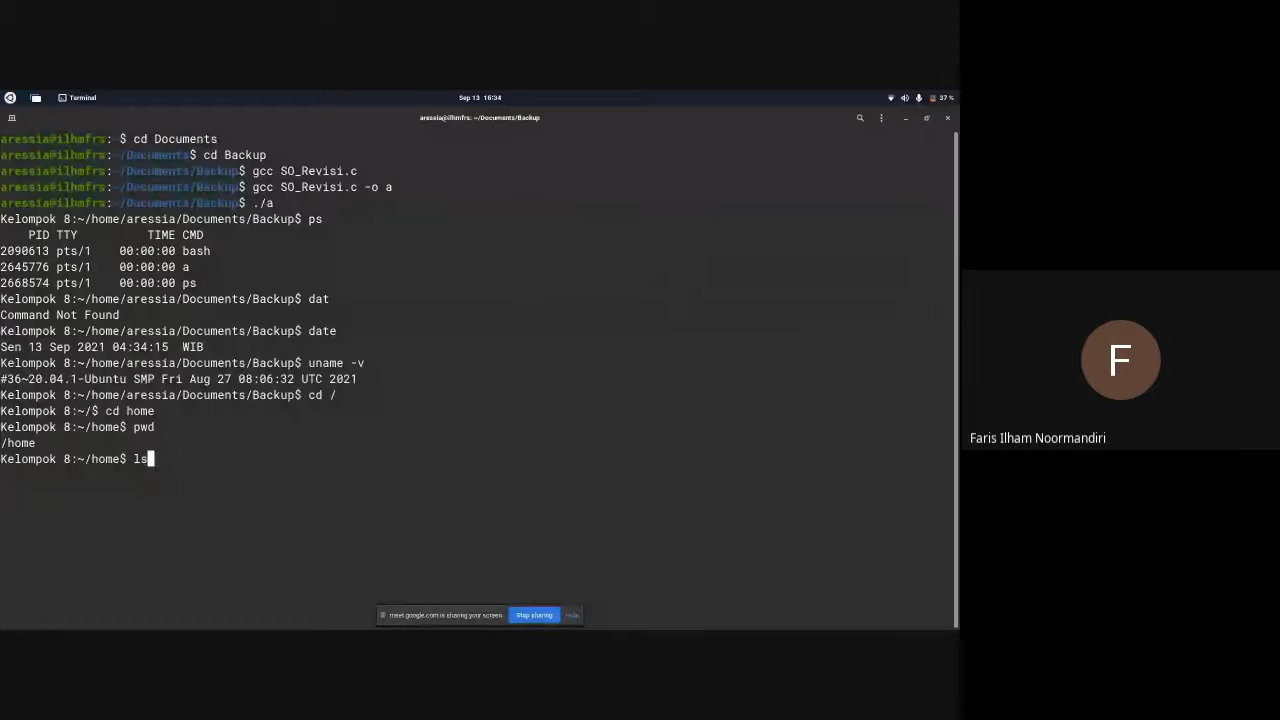 Terminal
Sep 13 16:34
37 %
aressia@ilhmfrs: ~/Documents/Backup
aressia@ilhmfrs: $ cd Documents
aressia@ilhmfrs: ~/Documents$ cd Backup
aressia@ilhmfrs: ~/Documents/Backup$ gcc SO_Revisi.c
aressia@ilhmfrs: ~/Documents/Backup$ gcc SO_Revisi.c -o a
aressia@ilhmfrs: ~/Documents/Backup$ ./a
Kelompok 8:~/home/aressia/Documents/Backup$ ps
PID TTY TIME CMD
2090613 pts/1 00:00:00 bash
2645776 pts/1 00:00:00 a
2668574 pts/1 00:00:00 ps
Kelompok 8:~/home/aressia/Documents/Backup$ dat
Command Not Found
Kelompok 8:~/home/aressia/Documents/Backup$ date
Sen 13 Sep 2021 04:34:15 WIB
Kelompok 8:~/home/aressia/Documents/Backup$ uname -v
#36~20.04.1-Ubuntu SMP Fri Aug 27 08:06:32 UTC 2021
Kelompok 8:~/home/aressia/Documents/Backup$ cd /
Kelompok 8:~/$ cd home
Kelompok 8:~/home$ pwd
/home
Kelompok 8:~/home$ ls
meet.google.com is sharing your screen.
Stop sharing
Hide
F
Faris Ilham Noormandiri